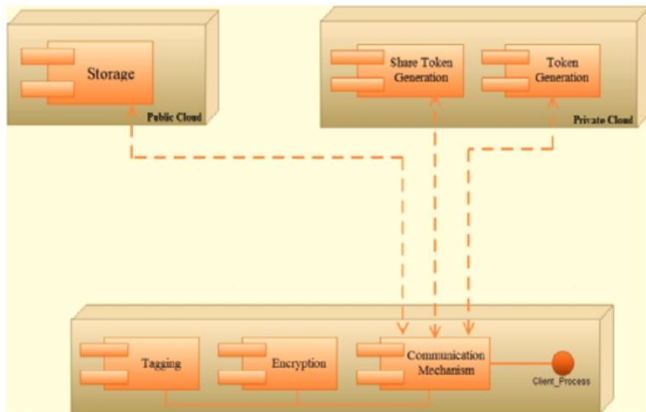 Storage
Public Cloud
Share Token
Generation
Token
Generation
Private Cloud
Tagging
Encryption
Communication
Mechanism
Client_Process